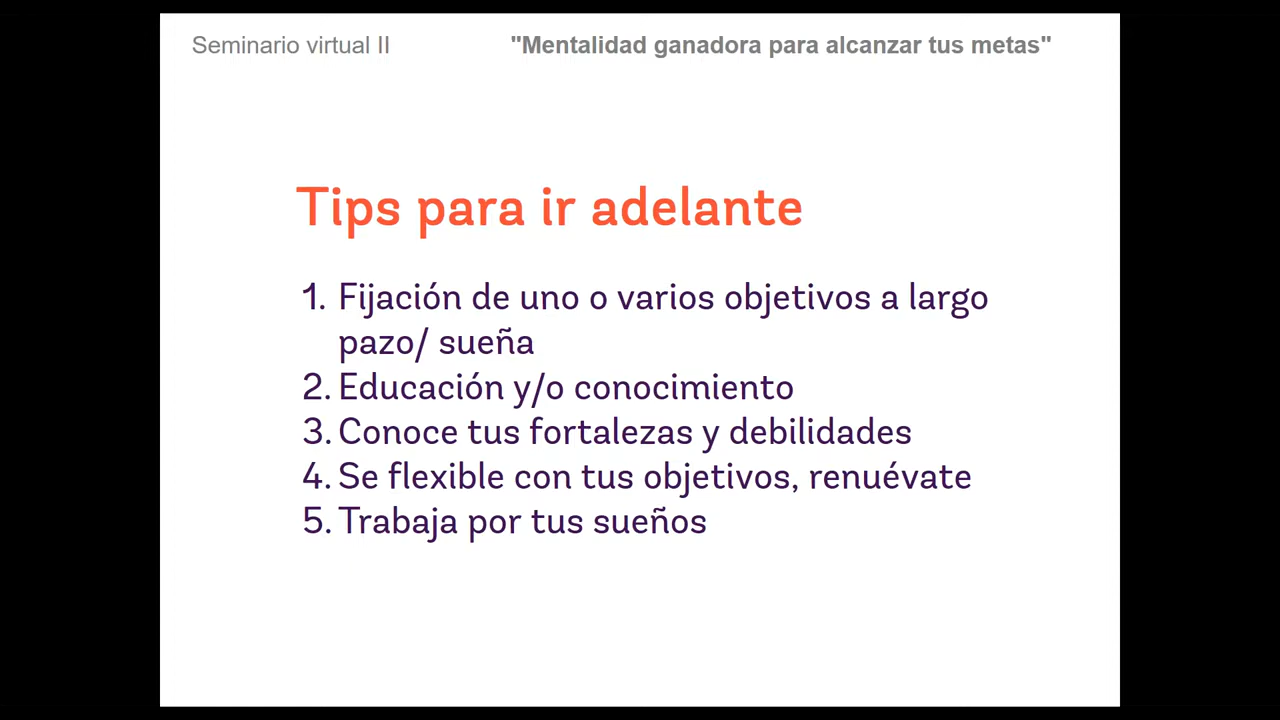 Seminario virtual II
"Mentalidad ganadora para alcanzar tus metas"
Tips para ir adelante
1. Fijación de uno o varios objetivos a largo
pazo/ sueña
2. Educación y/o conocimiento
3. Conoce tus fortalezas y debilidades
4. Se flexible con tus objetivos, renuévate
5. Trabaja por tus sueños